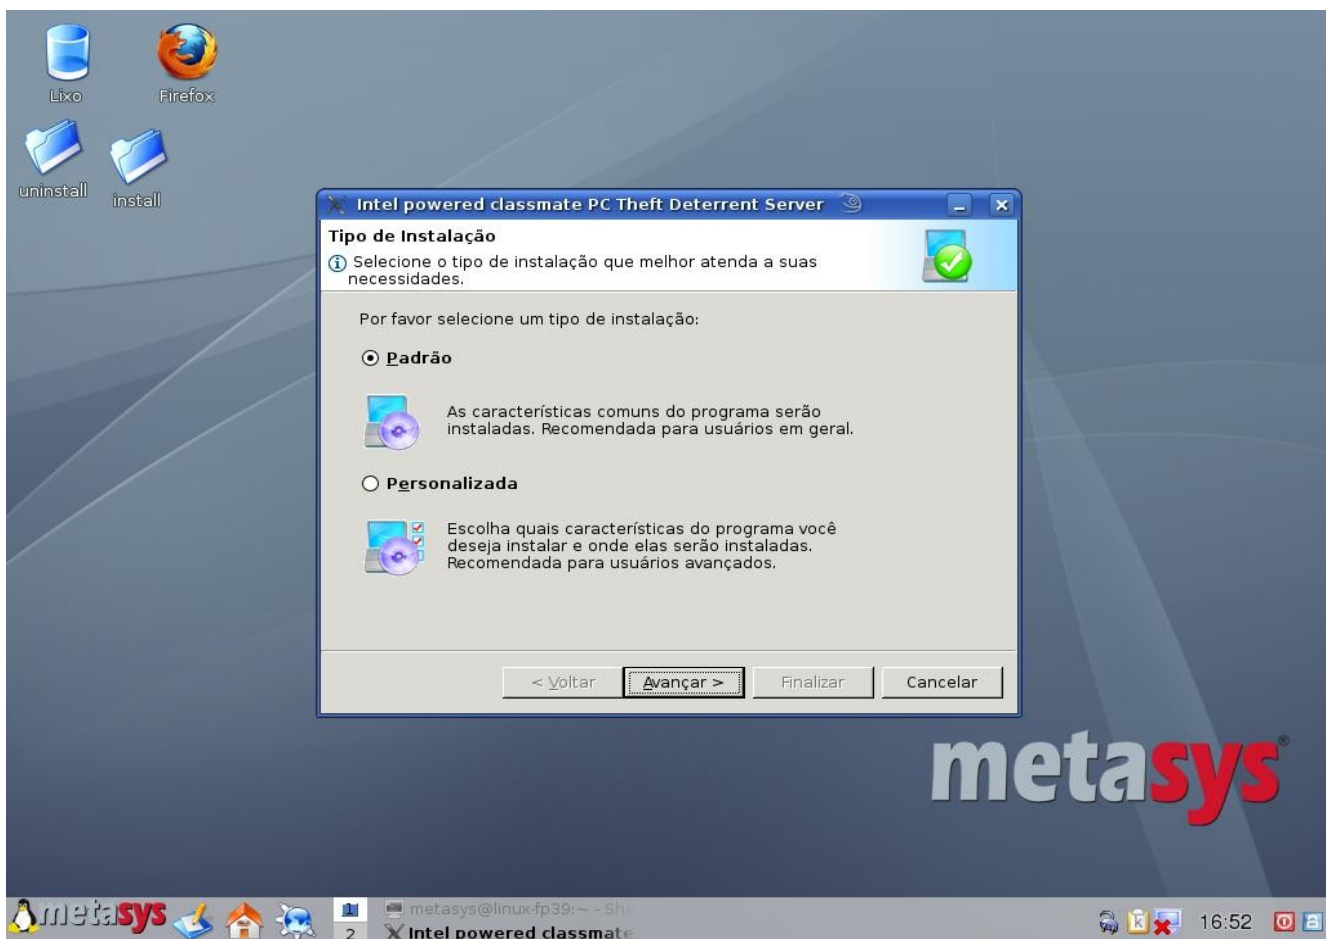 Lixo
Firefox
uninstall
install
Intel powered classmate PC Theft Deterrent Server
Tipo de Instalação
Selecione o tipo de instalação que melhor atenda a suas
necessidades.
Por favor selecione um tipo de instalação:
Padrão
As características comuns do programa serão
instaladas. Recomendada para usuários em geral.
Personalizada
Escolha quais características do programa você
deseja instalar e onde elas serão instaladas.
Recomendada para usuários avançados.
< Voltar
Avançar >
Finalizar
Cancelar
metasys®
metasys
2
metasys@linux-fp39:~ - Sh
Intel powered classmate
k
16:52